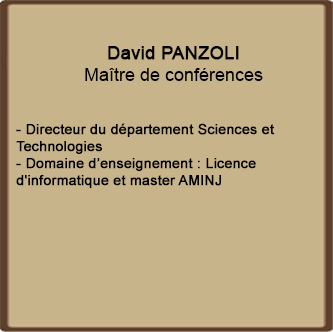 David PANZOLI
Maître de conférences
- Directeur du département Sciences et
Technologies
- Domaine d'enseignement : Licence
d'informatique et master AMINJ